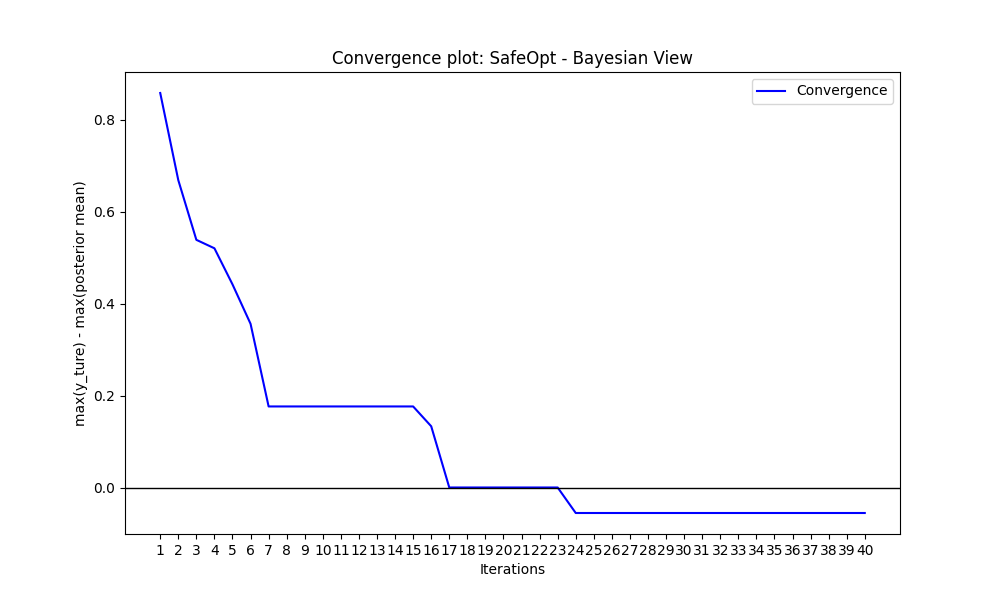 Convergence plot: SafeOpt - Bayesian View
Convergence
max(y_ture) - max(posterior mean)
0.8
0.6
0.4
0.2
0.0
1 2 3 4 5 6 7 8 9 10 11 12 13 14 15 16 17 18 19 20 21 22 23 24 25 26 27 28 29 30 31 32 33 34 35 36 37 38 39 40
Iterations